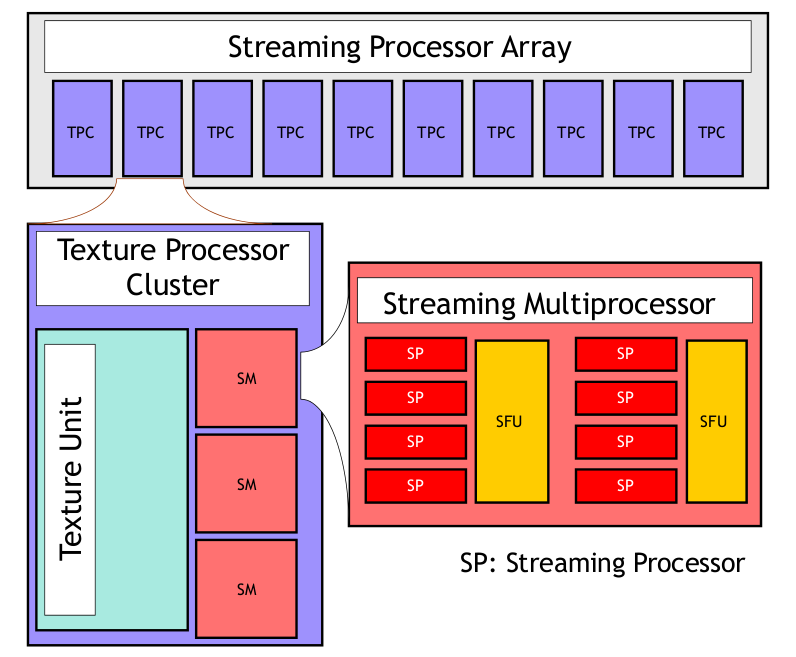 Streaming Processor Array
TPC TPC TPC TPC TPC TPC TPC TPC TPC TPC
Texture Processor
Cluster
Texture Unit
SM
SM
SM
Streaming Multiprocessor
SP
SP
SP
SP
SFU
SP
SP
SP
SP
SFU
SP: Streaming Processor